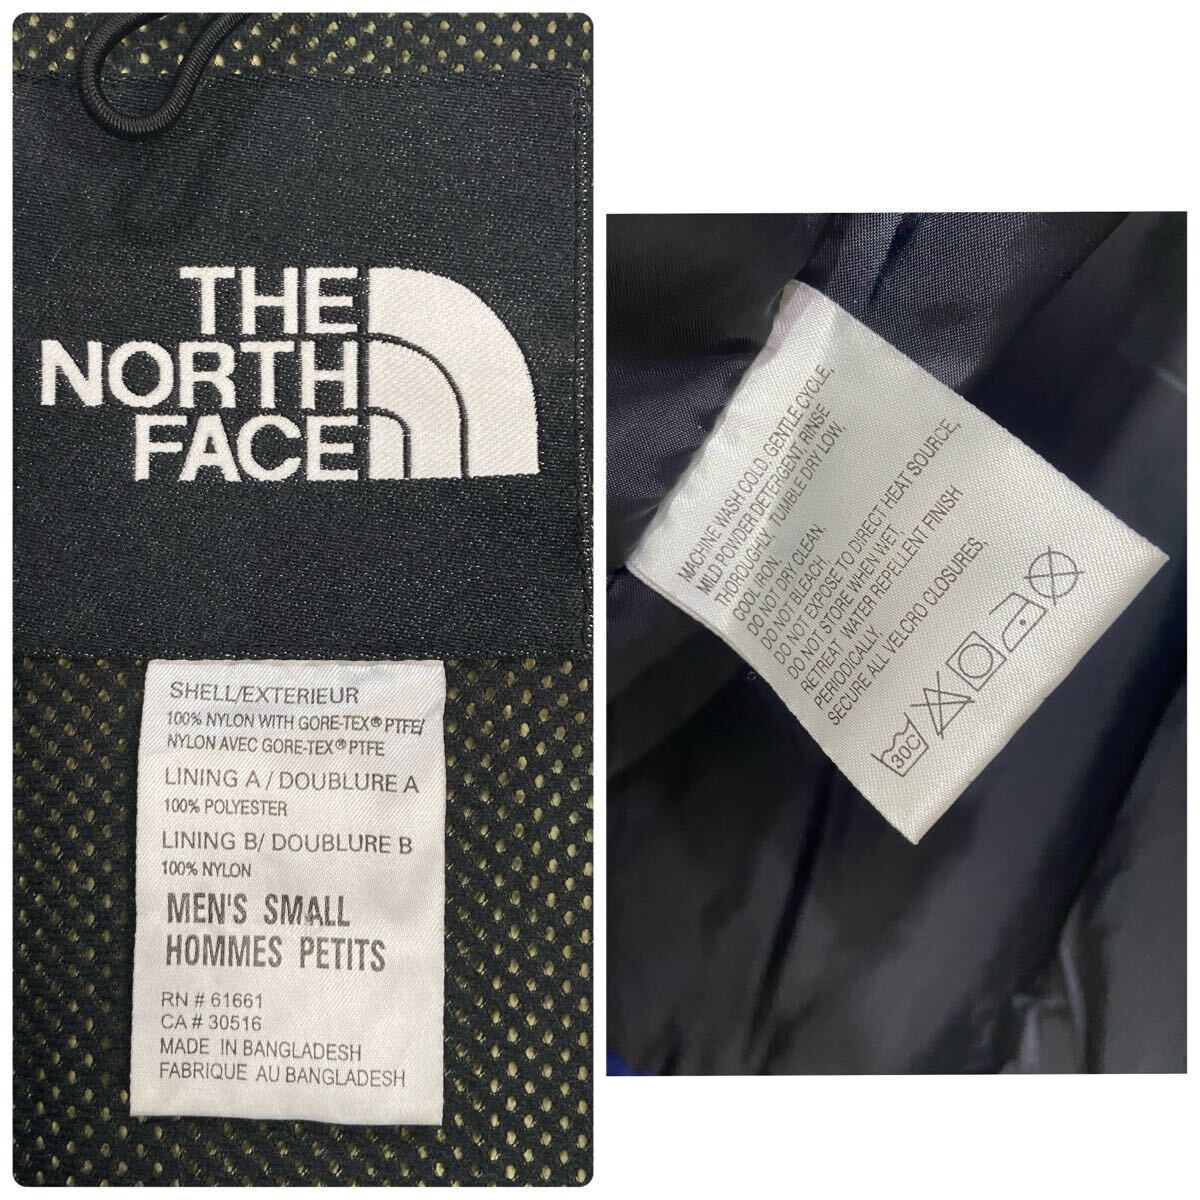 THE
NORTH
FACE
SHELL/EXTERIEUR
100% NYLON WITH GORE-TEX® PTFE/
NYLON AVEC GORE-TEX® PTFE
LINING A / DOUBLURE A
100% POLYESTER
LINING B/ DOUBLURE B
100% NYLON
MEN'S SMALL
HOMMES PETITS
RN # 61661
CA # 30516
MADE IN BANGLADESH
FABRIQUE AU BANGLADESH
MACHINE WASH COLD, GENTLE CYCLE,
MILD POWDER DETERGENT, RINSE
THOROUGHLY, TUMBLE DRY LOW,
COOL IRON.
DO NOT DRY CLEAN.
DO NOT BLEACH.
DO NOT EXPOSE TO DIRECT HEAT SOURCE,
DO NOT STORE WHEN WET,
RETREAT, WATER REPELLENT FINISH
PERIODICALLY.
SECURE ALL VELCRO CLOSURES,
30C